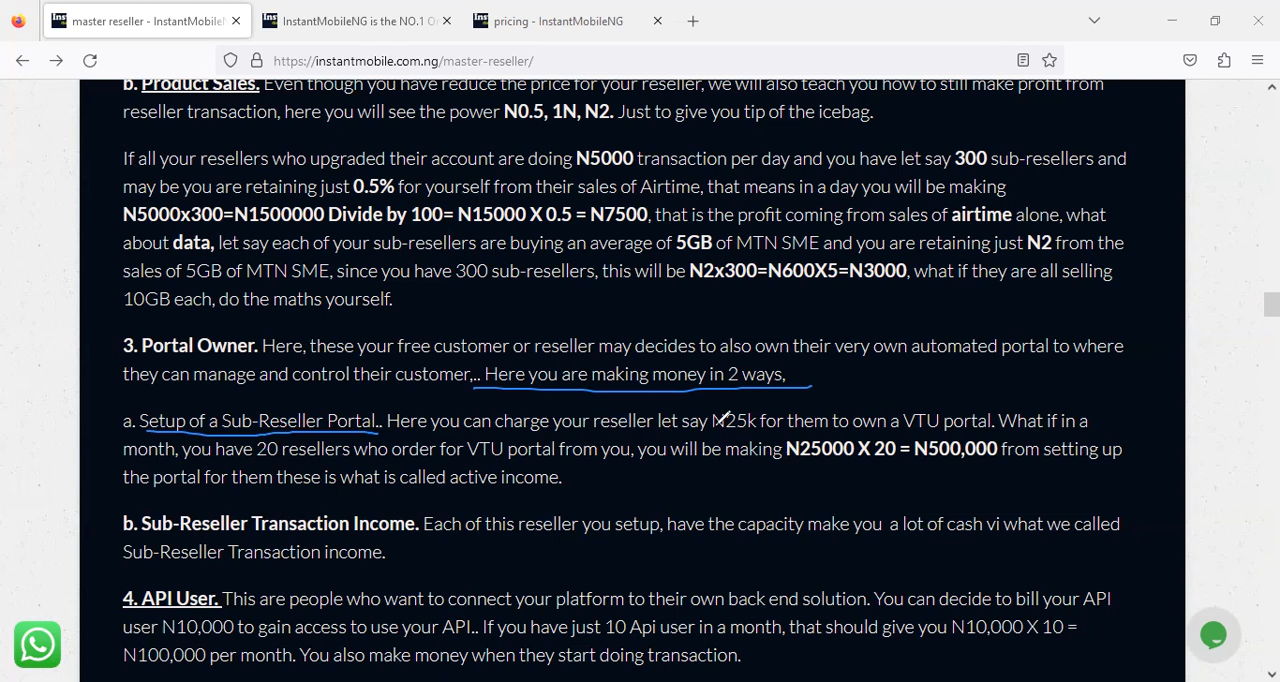 master reseller - InstantMobileN
InstantMobileNG is the NO.1 O
pricing - InstantMobileNG
https://instantmobile.com.ng/master-reseller/
b. Product Sales. Even though you have reduce the price for your reseller, we will also teach you how to still make profit from
reseller transaction, here you will see the power N0.5, 1N, N2. Just to give you tip of the icebag.
If all your resellers who upgraded their account are doing N5000 transaction per day and you have let say 300 sub-resellers and
may be you are retaining just 0.5% for yourself from their sales of Airtime, that means in a day you will be making
N5000x300=N1500000 Divide by 100= N15000 X 0.5 = N7500, that is the profit coming from sales of airtime alone, what
about data, let say each of your sub-resellers are buying an average of 5GB of MTN SME and you are retaining just N2 from the
sales of 5GB of MTN SME, since you have 300 sub-resellers, this will be N2x300=N600X5=N3000, what if they are all selling
10GB each, do the maths yourself.
3. Portal Owner. Here, these your free customer or reseller may decides to also own their very own automated portal to where
they can manage and control their customer,.. Here you are making money in 2 ways,
a. Setup of a Sub-Reseller Portal.. Here you can charge your reseller let say N25k for them to own a VTU portal. What if in a
month, you have 20 resellers who order for VTU portal from you, you will be making N25000 X 20 = N500,000 from setting up
the portal for them these is what is called active income.
b. Sub-Reseller Transaction Income. Each of this reseller you setup, have the capacity make you a lot of cash vi what we called
Sub-Reseller Transaction income.
4. API User. This are people who want to connect your platform to their own back end solution. You can decide to bill your API
user N10,000 to gain access to use your API.. If you have just 10 Api user in a month, that should give you N10,000 X 10 =
N100,000 per month. You also make money when they start doing transaction.